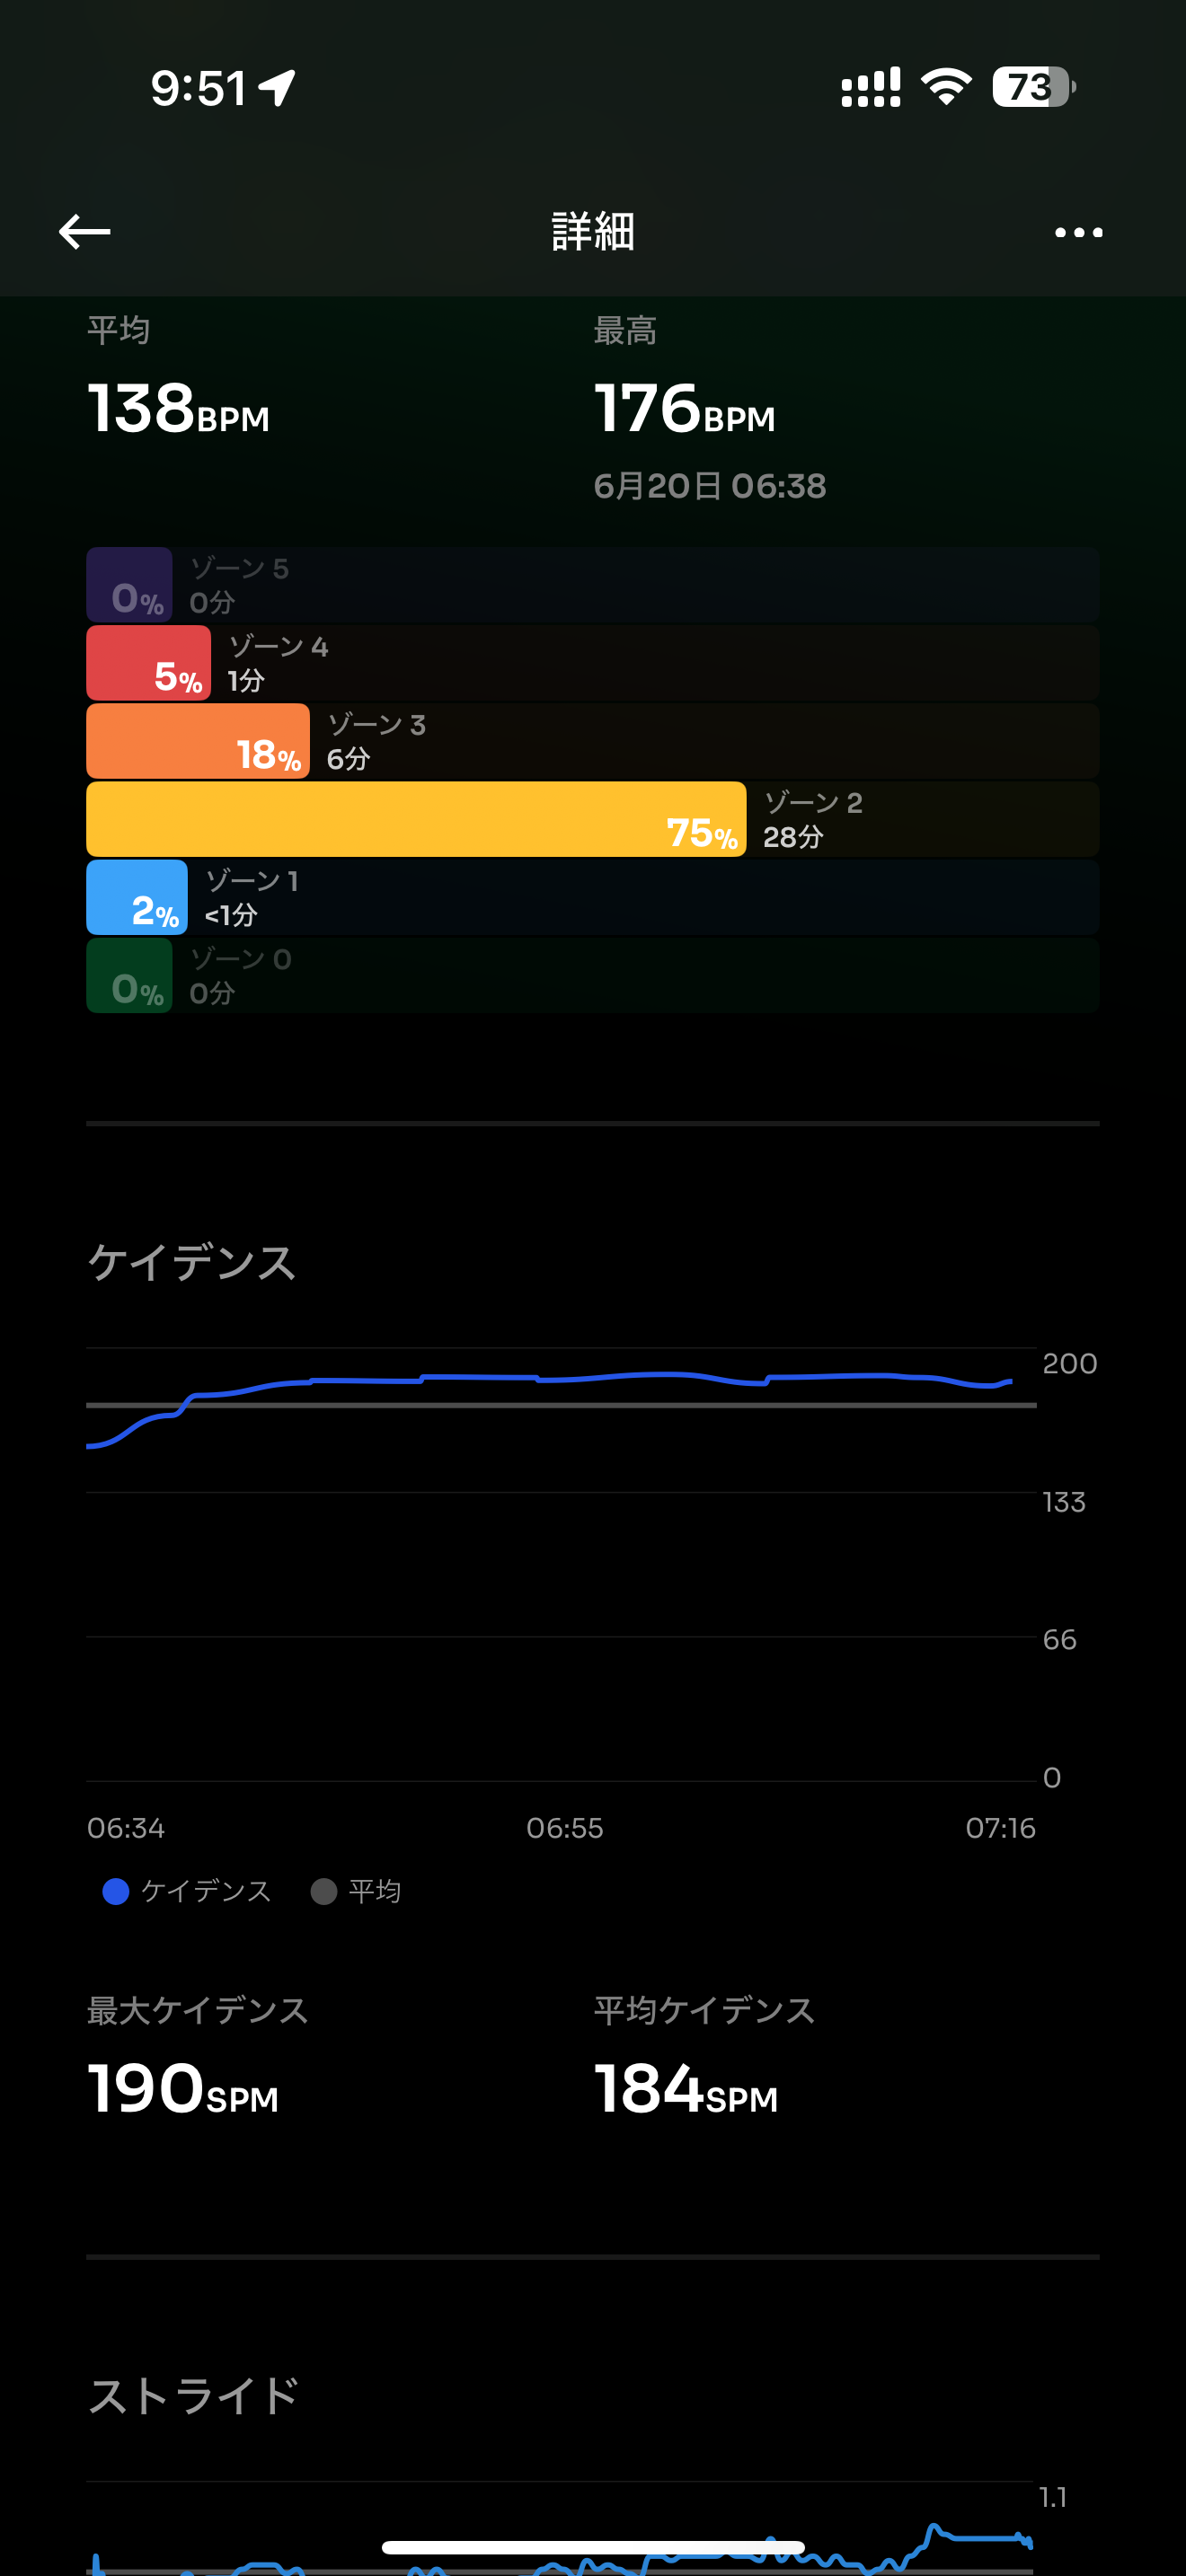 9:51
73
詳細
平均 最高
138BPM 176BPM
6月20日 06:38
0% ゾーン 5
0分
5% ゾーン 4
1分
18% ゾーン 3
6分
75% ゾーン 2
28分
2% ゾーン 1
<1分
0% ゾーン 0
0分
ケイデンス
200
133
66
0
06:34 06:55 07:16
ケイデンス 平均
最大ケイデンス 平均ケイデンス
190SPM 184SPM
ストライド
1.1